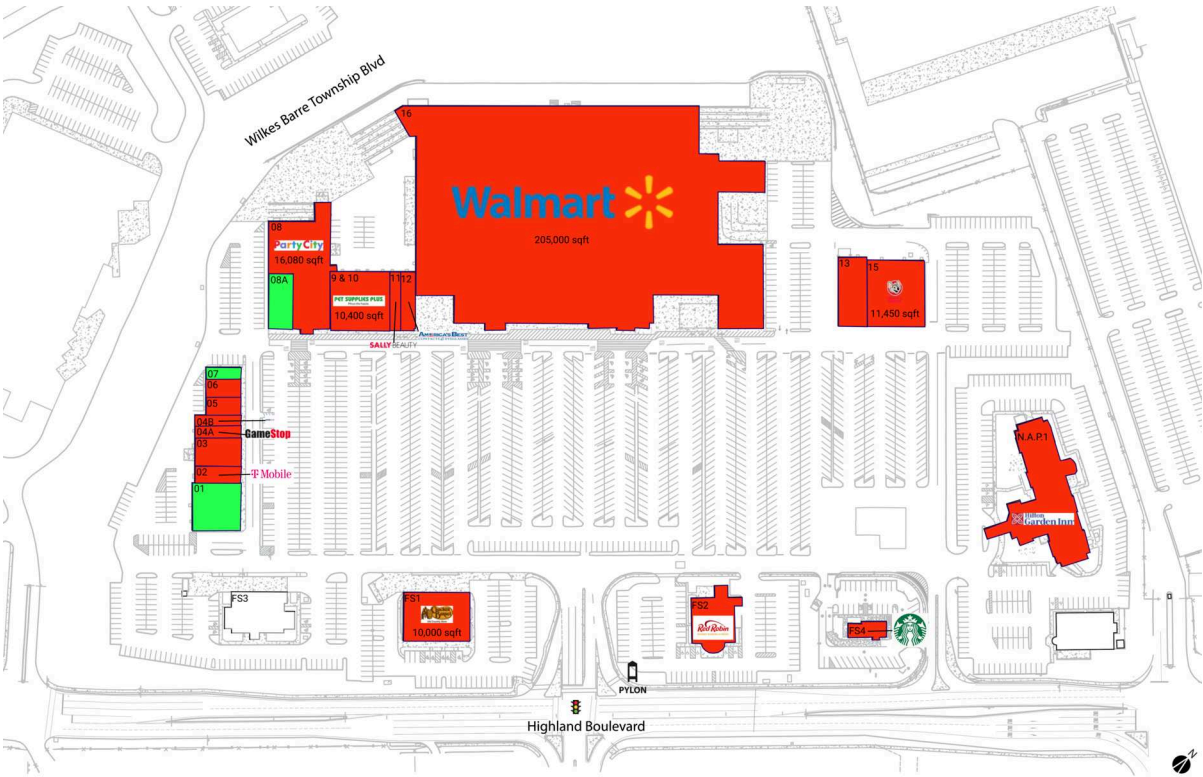 Wilkes Barre Township Blvd
16
Walmart
205,000 sqft
08
PartyCity
16,080 sqft
08A
9 & 10
PET SUPPLIES PLUS
10,400 sqft
11
12
SALLY BEAUTY
AMERICA'S BEST
13
15
11,450 sqft
07
06
05
04B
04A
GameStop
03
02
T Mobile
01
N.A.P.1
Hilton
Garden Inn
FS3
FS1
10,000 sqft
FS2
Red Robin
FS4
PYLON
Highland Boulevard